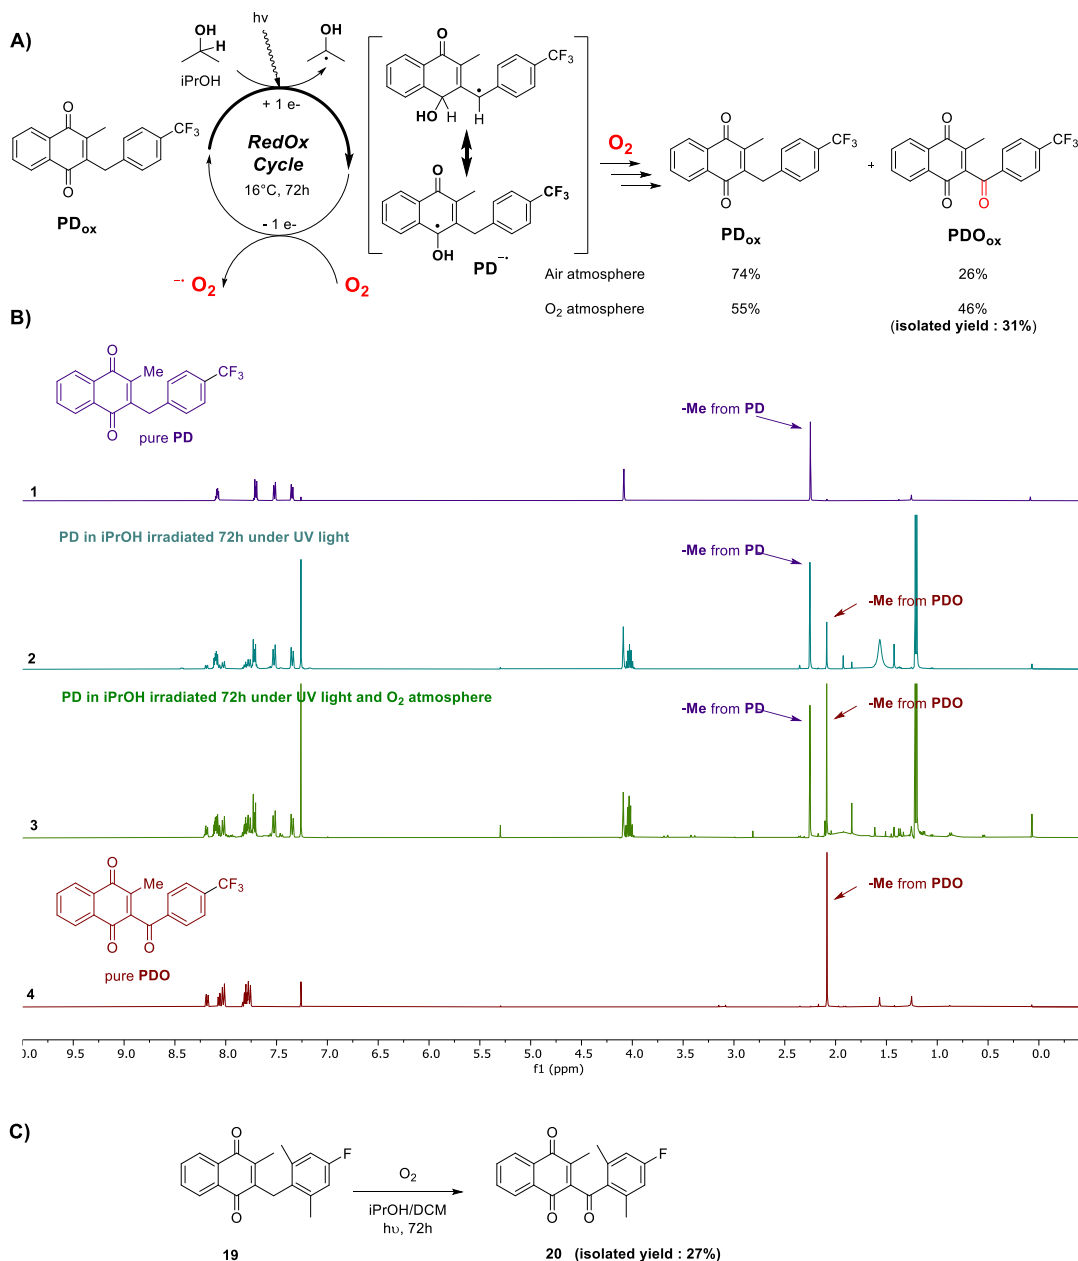 A)
OH
H
iPrOH
hν
OH
•
+ 1 e-
RedOx
Cycle
16°C, 72h
- 1 e-
−• O2
O2
O
O
CF3
PDox
O
CF3
HO
H
•
H
O
CF3
•
OH
PD−•
O2
O
O
CF3
PDox
+
O
O
O
CF3
PDOox
Air atmosphere 74% 26%
O2 atmosphere 55% 46%
(isolated yield : 31%)
B)
O
Me
CF3
O
pure PD
-Me from PD
1
PD in iPrOH irradiated 72h under UV light
-Me from PD
-Me from PDO
2
PD in iPrOH irradiated 72h under UV light and O2 atmosphere
-Me from PD
-Me from PDO
3
O
Me
CF3
O
O
pure PDO
-Me from PDO
4
0.0 9.5 9.0 8.5 8.0 7.5 7.0 6.5 6.0 5.5 5.0 4.5 4.0 3.5 3.0 2.5 2.0 1.5 1.0 0.5 0.0
f1 (ppm)
C)
O
F
O
19
O2
iPrOH/DCM
hυ, 72h
O
F
O
O
20 (isolated yield : 27%)